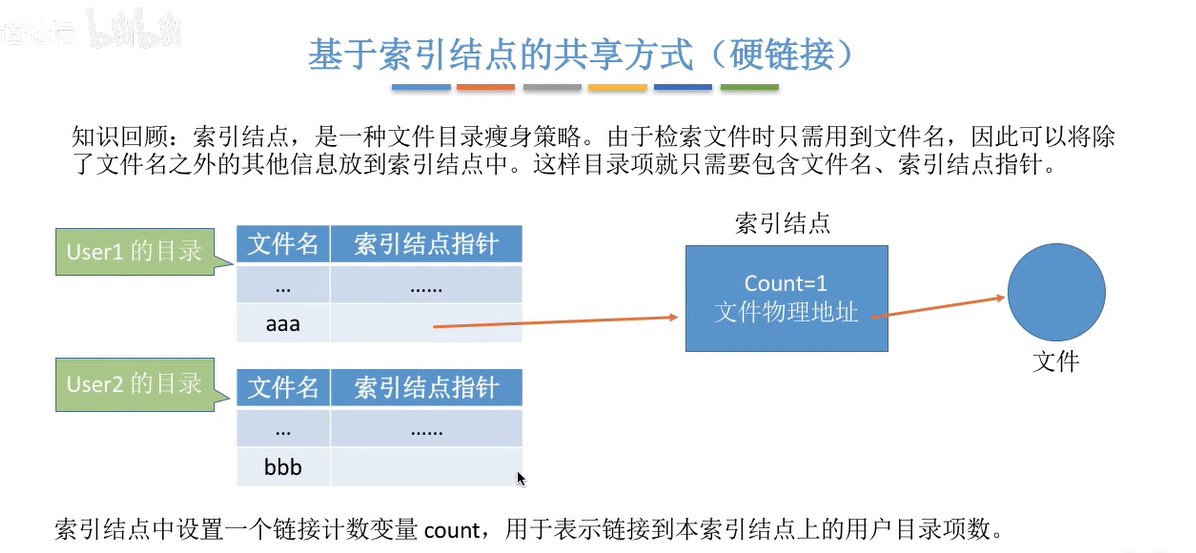 bilibili
基于索引结点的共享方式（硬链接）
知识回顾：索引结点，是一种文件目录瘦身策略。由于检索文件时只需用到文件名，因此可以将除
了文件名之外的其他信息放到索引结点中。这样目录项就只需要包含文件名、索引结点指针。
User1 的目录
文件名 索引结点指针
... ......
aaa
索引结点
Count=1
文件物理地址
文件
User2 的目录
文件名 索引结点指针
... ......
bbb
索引结点中设置一个链接计数变量 count，用于表示链接到本索引结点上的用户目录项数。